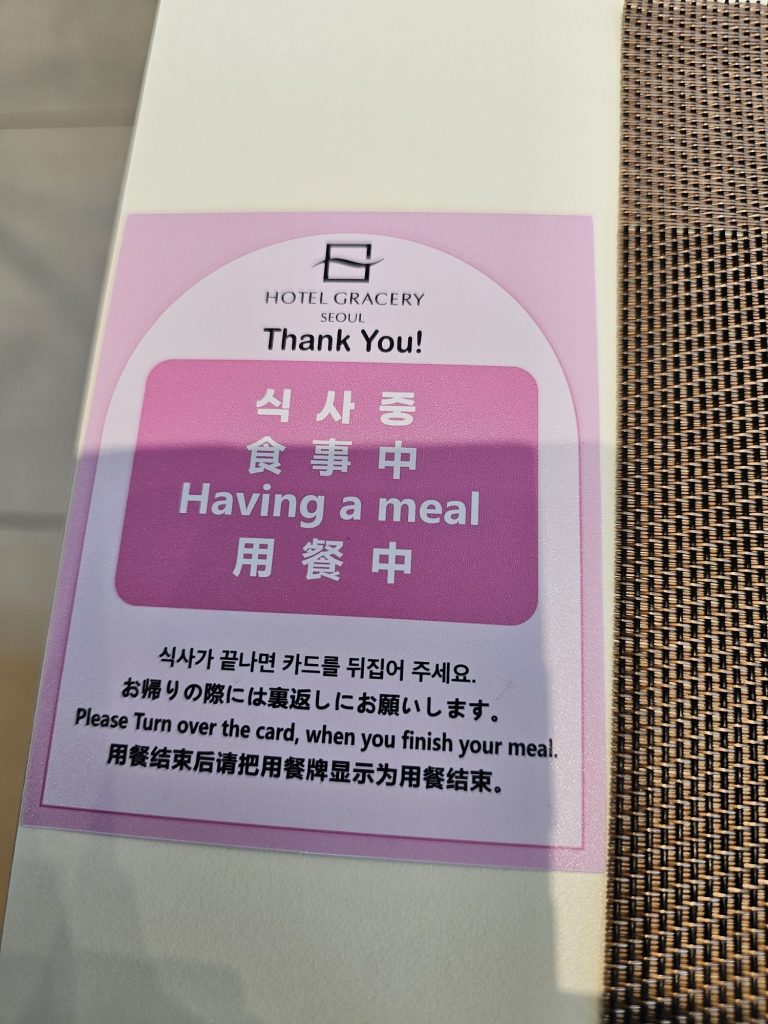 HOTEL GRACERY
SEOUL
Thank You!
식 사 중
食 事 中
Having a meal
用 餐 中
식사가 끝나면 카드를 뒤집어 주세요.
お帰りの際には裏返しにお願いします。
Please Turn over the card, when you finish your meal.
用餐结束后请把用餐牌显示为用餐结束。